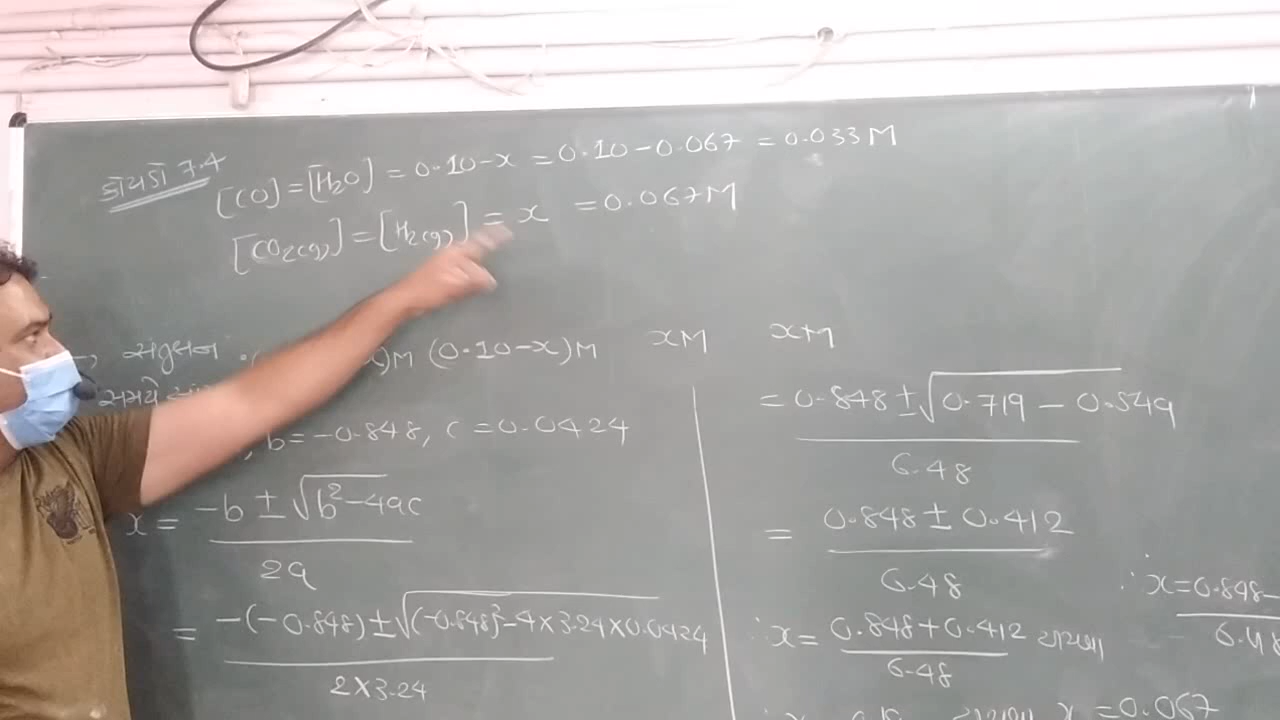 કોયડો 7.4
[CO] = [H₂O] = 0.10-x = 0.10-0.067 = 0.033 M
[CO₂(g)] = [H₂(g)] = x = 0.067 M
x)M (0.10-x)M xM xM
, b = -0.848, c = 0.0424
x = -b ± √b²-4ac / 2a
= -(-0.848) ± √(-0.848)²-4×3.24×0.0424 / 2×3.24
= 0.848 ± √0.719 - 0.549 / 6.48
= 0.848 ± 0.412 / 6.48
∴ x = 0.848 + 0.412 / 6.48 અથવા
∴ x = 0.848- / 6.48
અથવા x = 0.067